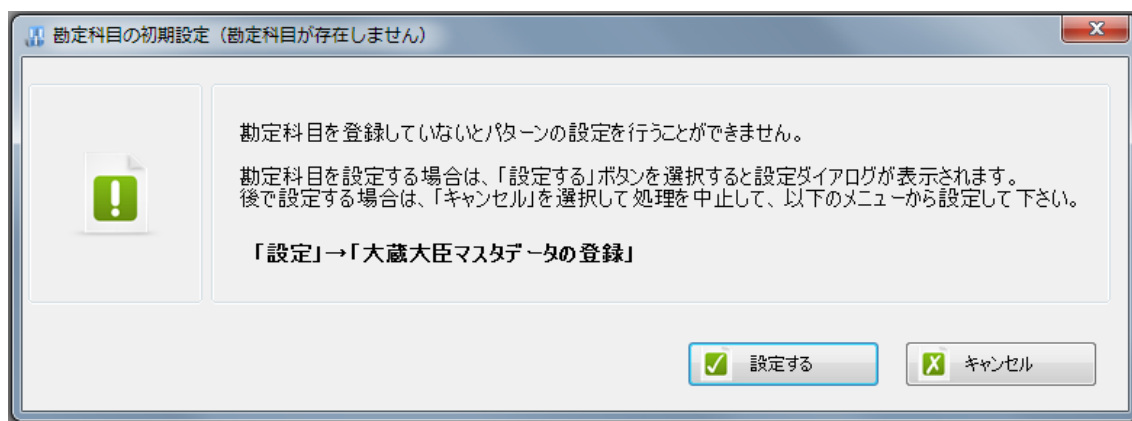 勘定科目の初期設定（勘定科目が存在しません）
勘定科目を登録していないとパターンの設定を行うことができません。
勘定科目を設定する場合は、「設定する」ボタンを選択すると設定ダイアログが表示されます。
後で設定する場合は、「キャンセル」を選択して処理を中止して、以下のメニューから設定して下さい。
「設定」→「大蔵大臣マスタデータの登録」
設定する
キャンセル